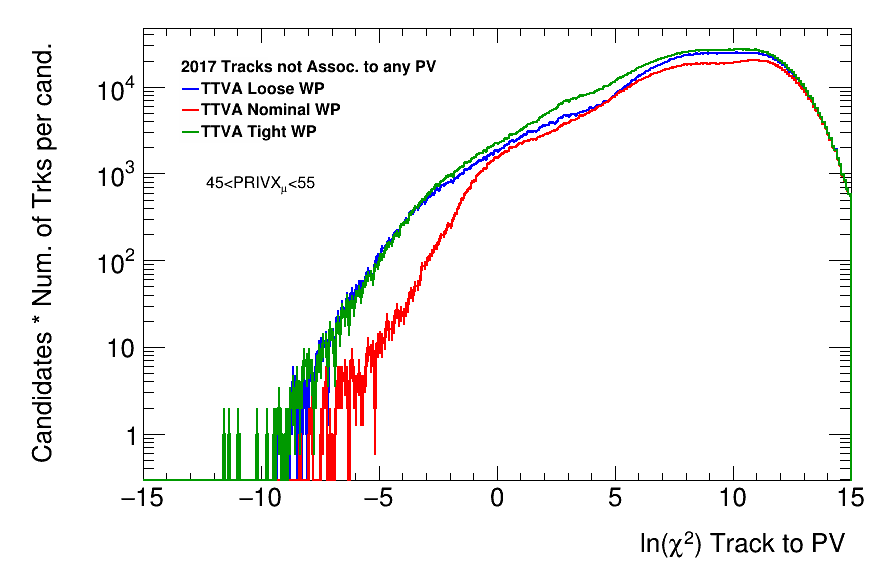 Candidates * Num. of Trks per cand.
10⁴
10³
10²
10
1
2017 Tracks not Assoc. to any PV
TTVA Loose WP
TTVA Nominal WP
TTVA Tight WP
45<PRIVXμ<55
−15 −10 −5 0 5 10 15
ln(χ²) Track to PV